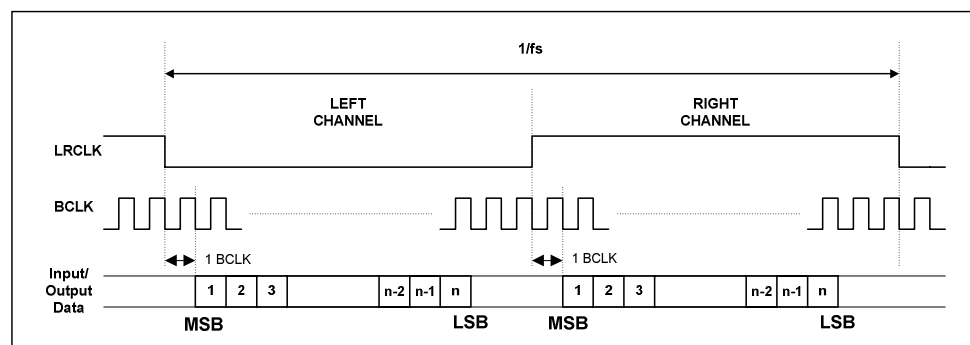 1/fs
LEFT
CHANNEL
RIGHT
CHANNEL
LRCLK
BCLK
1 BCLK
1 BCLK
Input/
Output
Data
1 2 3 n-2 n-1 n 1 2 3 n-2 n-1 n
MSB LSB MSB LSB